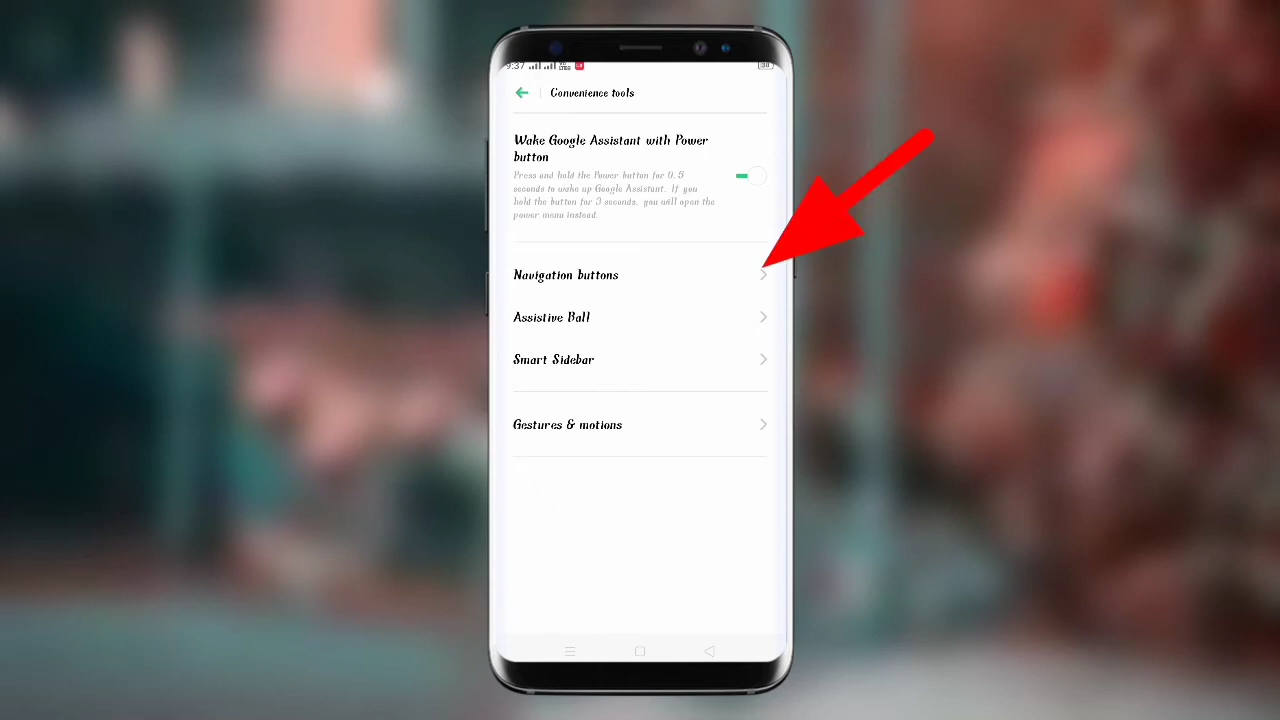 9:37
Convenience tools
Wake Google Assistant with Power
button
Press and hold the Power button for 0.5
seconds to wake up Google Assistant. If you
hold the button for 3 seconds, you will open the
power menu instead.
Navigation buttons
Assistive Ball
Smart Sidebar
Gestures & motions